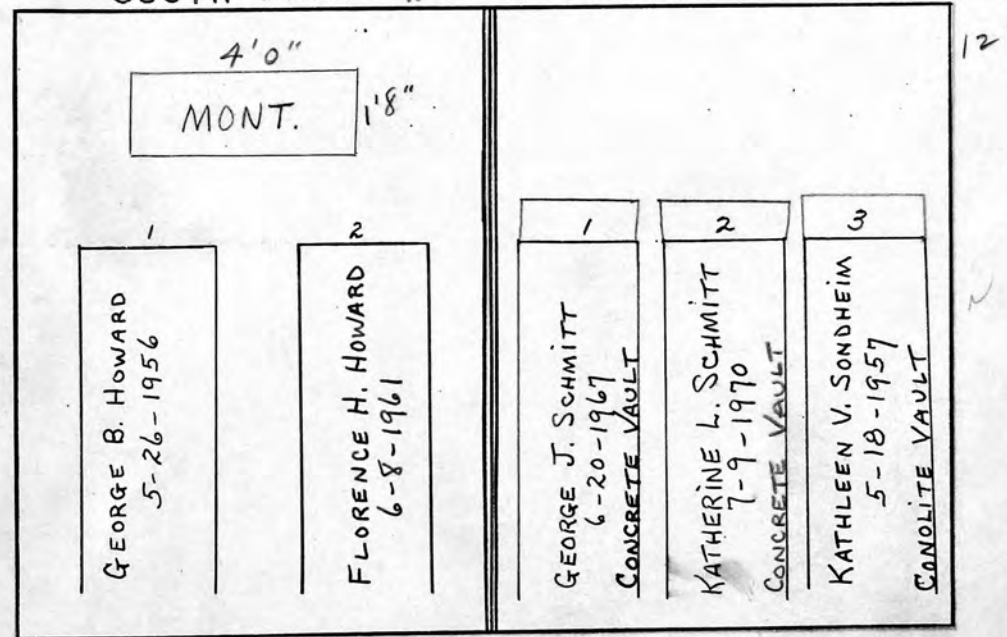 SOUTH
4'0"
MONT.
1'8"
12
1
GEORGE B. HOWARD
5-26-1956
2
FLORENCE H. HOWARD
6-8-1961
1
GEORGE J. SCHMITT
6-20-1967
CONCRETE VAULT
2
KATHERINE L. SCHMITT
7-9-1970
CONCRETE VAULT
3
KATHLEEN V. SONDHEIM
5-18-1957
CONOLITE VAULT